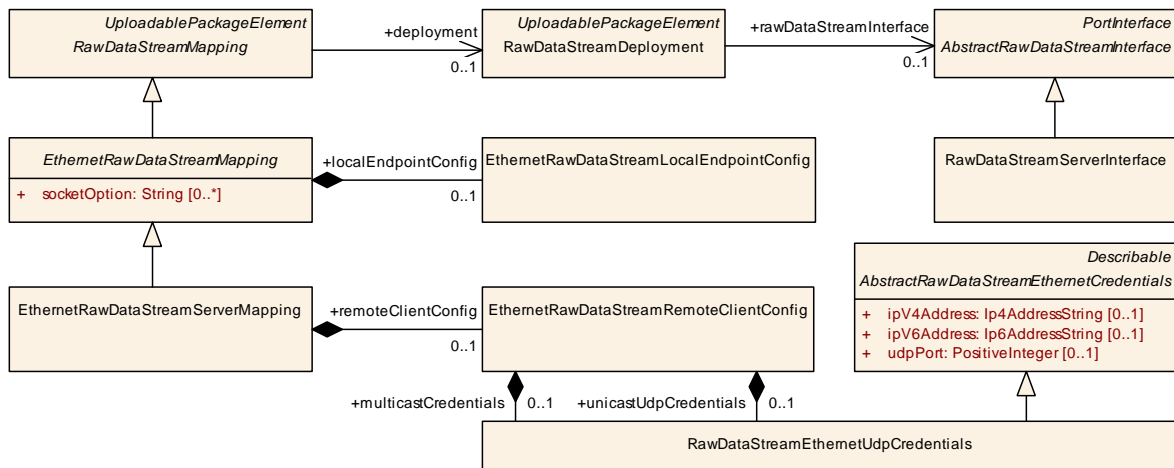 UploadablePackageElement
RawDataStreamMapping
+deployment
0..1
UploadablePackageElement
RawDataStreamDeployment
+rawDataStreamInterface
0..1
PortInterface
AbstractRawDataStreamInterface
EthernetRawDataStreamMapping
+ socketOption: String [0..*]
+localEndpointConfig
0..1
EthernetRawDataStreamLocalEndpointConfig
RawDataStreamServerInterface
EthernetRawDataStreamServerMapping
+remoteClientConfig
0..1
EthernetRawDataStreamRemoteClientConfig
Describable
AbstractRawDataStreamEthernetCredentials
+ ipV4Address: Ip4AddressString [0..1]
+ ipV6Address: Ip6AddressString [0..1]
+ udpPort: PositiveInteger [0..1]
+multicastCredentials
0..1
+unicastUdpCredentials
0..1
RawDataStreamEthernetUdpCredentials